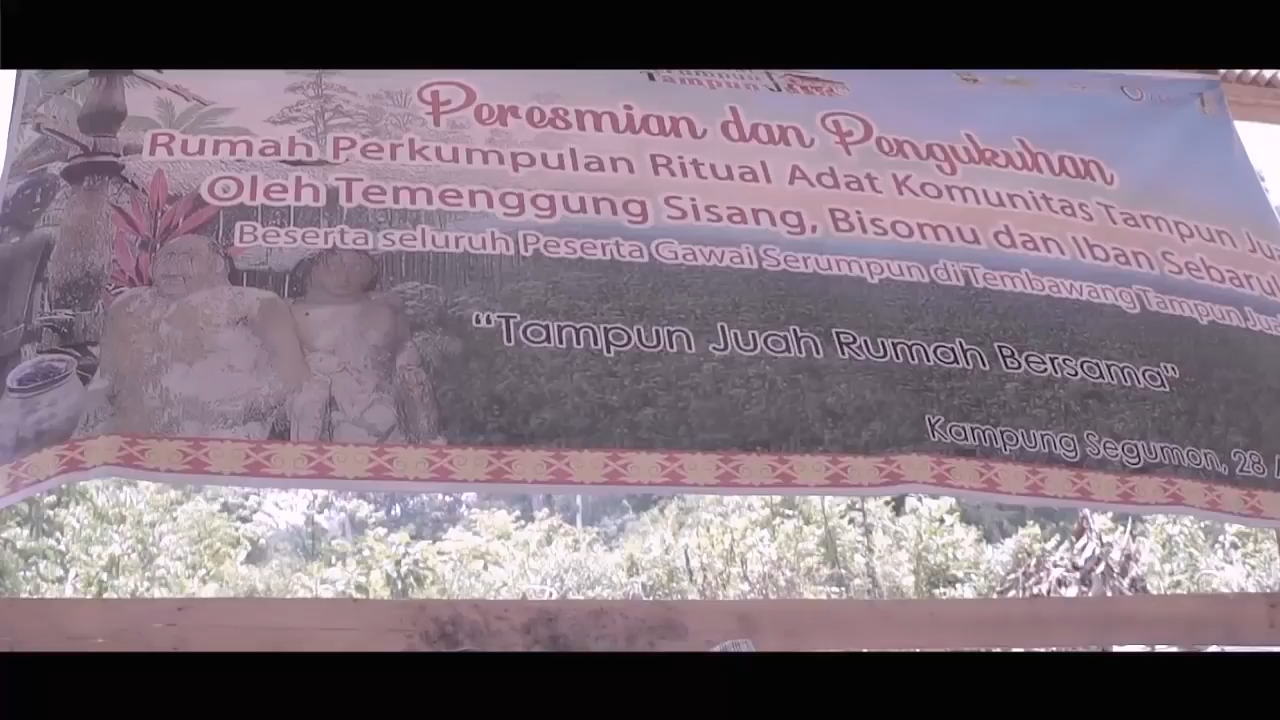 Tampun
Peresmian dan Pengukuhan
Rumah Perkumpulan Ritual Adat Komunitas Tampun
Oleh Temenggung Sisang, Bisomu dan Iban
Beserta seluruh Peserta Gawai Serumpun di Tembawang Tampun
“Tampun Juah Rumah Bersama”
Kampung Segumon, 28